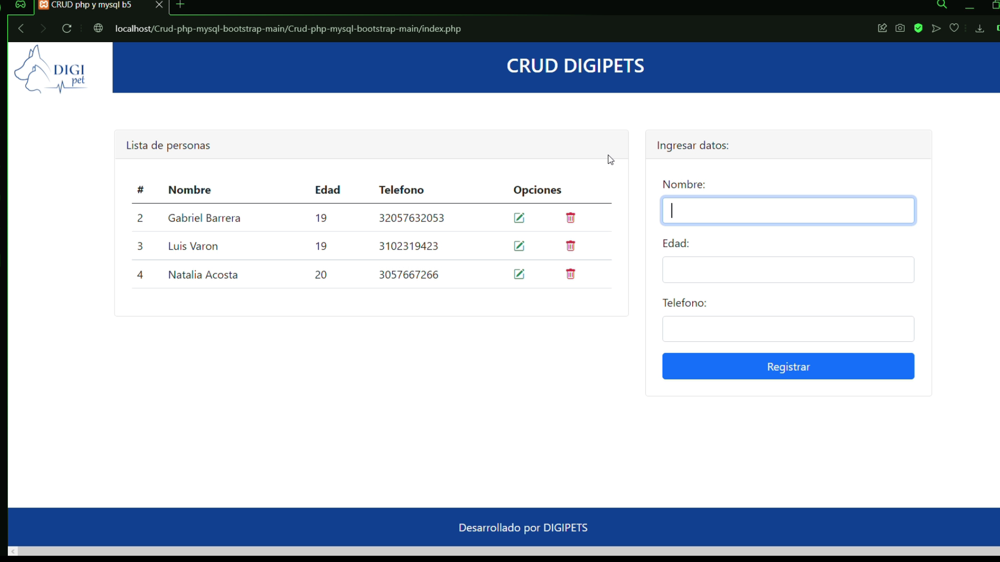 CRUD php y mysql b5
localhost/Crud-php-mysql-bootstrap-main/Crud-php-mysql-bootstrap-main/index.php
DIGI
pet
CRUD DIGIPETS
Lista de personas
# Nombre Edad Telefono Opciones
2 Gabriel Barrera 19 32057632053
3 Luis Varon 19 3102319423
4 Natalia Acosta 20 3057667266
Ingresar datos:
Nombre:
Edad:
Telefono:
Registrar
Desarrollado por DIGIPETS